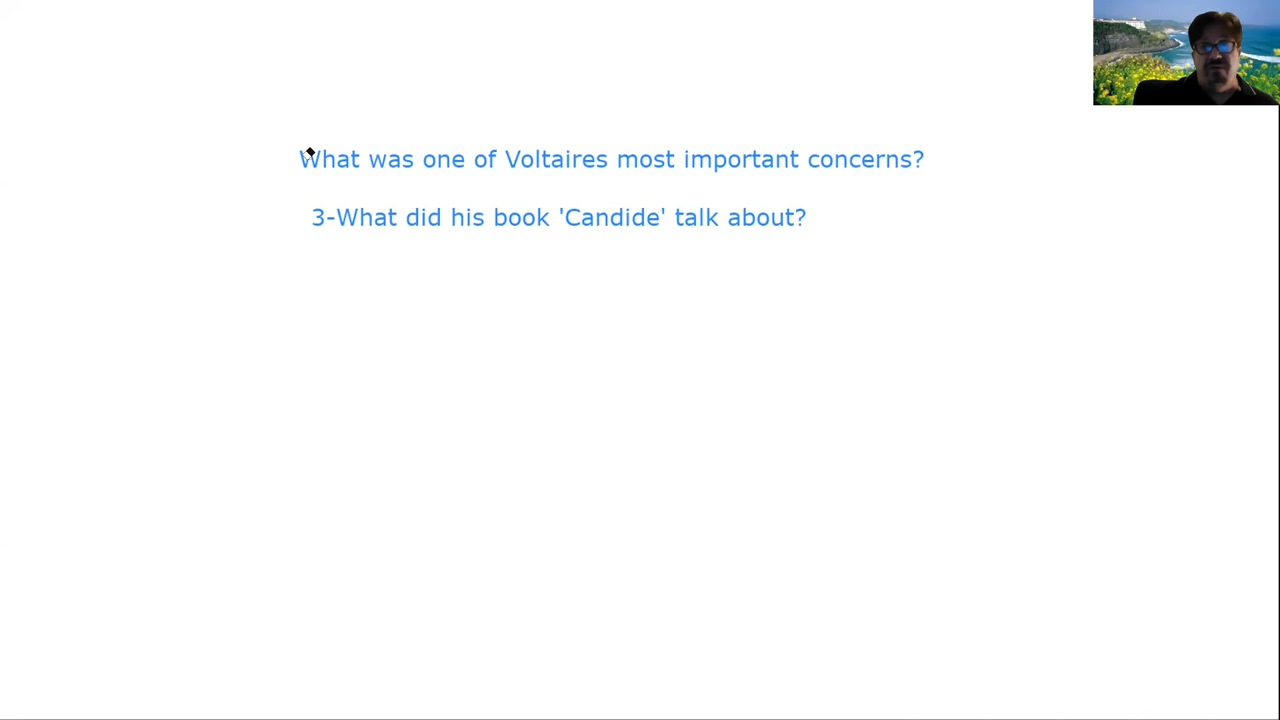 What was one of Voltaires most important concerns?
3-What did his book 'Candide' talk about?